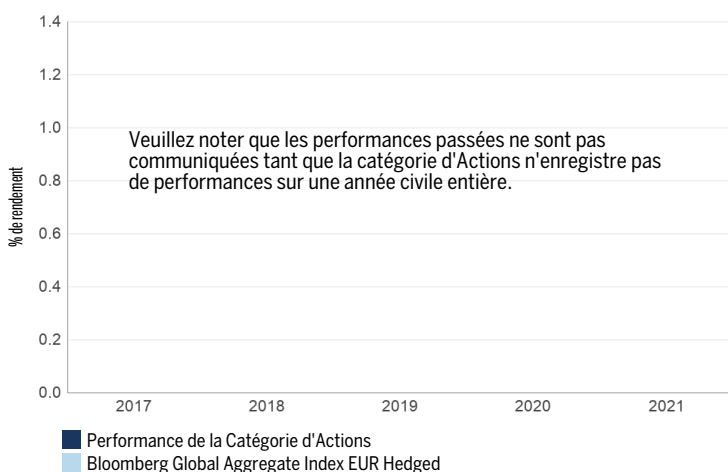 1.4
1.2
1.0
Veuillez noter que les performances passées ne sont pas
communiquées tant que la catégorie d'Actions n'enregistre pas
de performances sur une année civile entière.
0.8
% de rendement
0.6
0.4
0.2
0.0
2017 2018 2019 2020 2021
Performance de la Catégorie d'Actions
Bloomberg Global Aggregate Index EUR Hedged